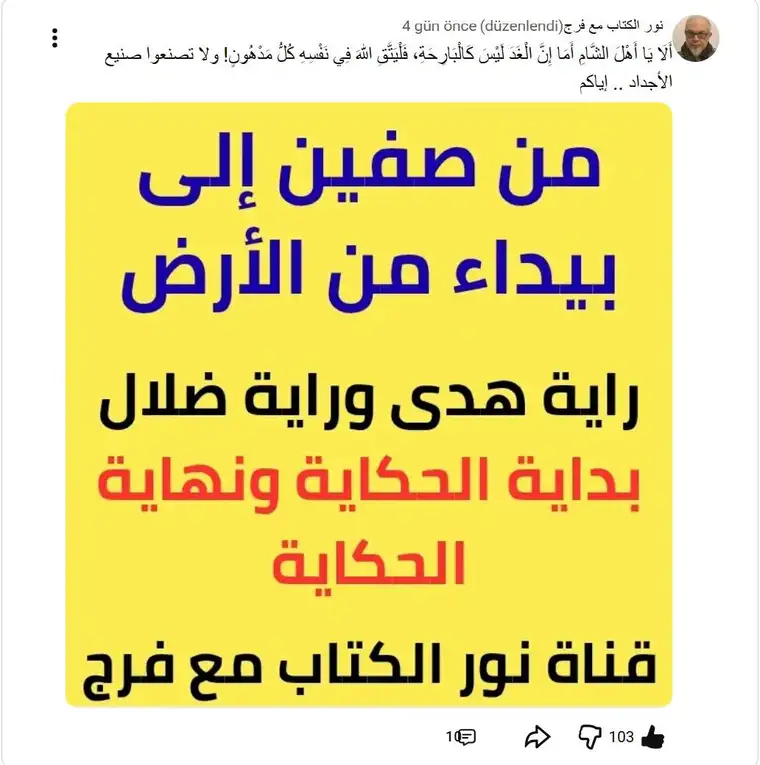 نور الكتاب مع فرج 4 gün önce (düzenlendi)
أَلَا يَا أَهْلَ الشَّامِ أَمَا إِنَّ الْغَدَ لَيْسَ كَالْبَارِحَةِ، فَلْيَتَّقِ اللهَ فِي نَفْسِهِ كُلُّ مَدْهُونٍ! ولا تصنعوا صنيع
الأجداد .. إياكم
من صفين إلى
بيداء من الأرض
راية هدى وراية ضلال
بداية الحكاية ونهاية
الحكاية
قناة نور الكتاب مع فرج
103
10